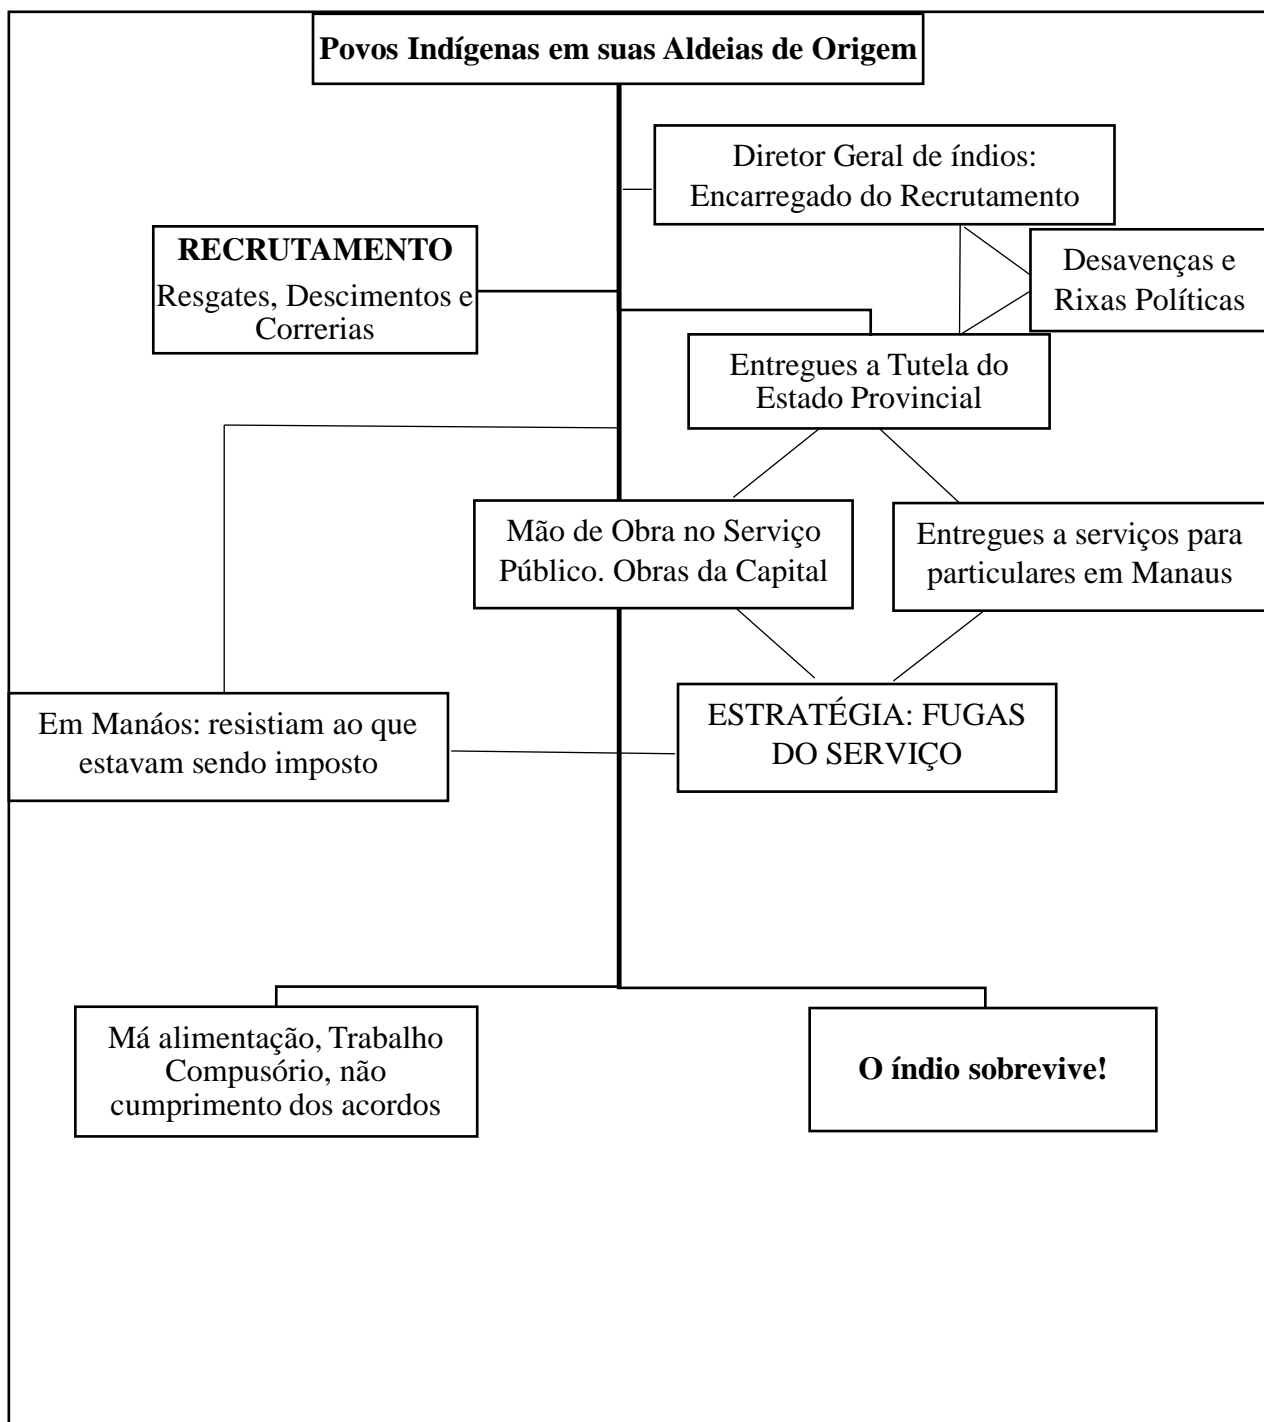 Povos Indígenas em suas Aldeias de Origem
Diretor Geral de índios:
Encarregado do Recrutamento
RECRUTAMENTO
Resgates, Descimentos e
Correrias
Desavenças e
Rixas Políticas
Entregues a Tutela do
Estado Provincial
Mão de Obra no Serviço
Público. Obras da Capital
Entregues a serviços para
particulares em Manaus
Em Manáos: resistiam ao que
estavam sendo imposto
ESTRATÉGIA: FUGAS
DO SERVIÇO
Má alimentação, Trabalho
Compusório, não
cumprimento dos acordos
O índio sobrevive!